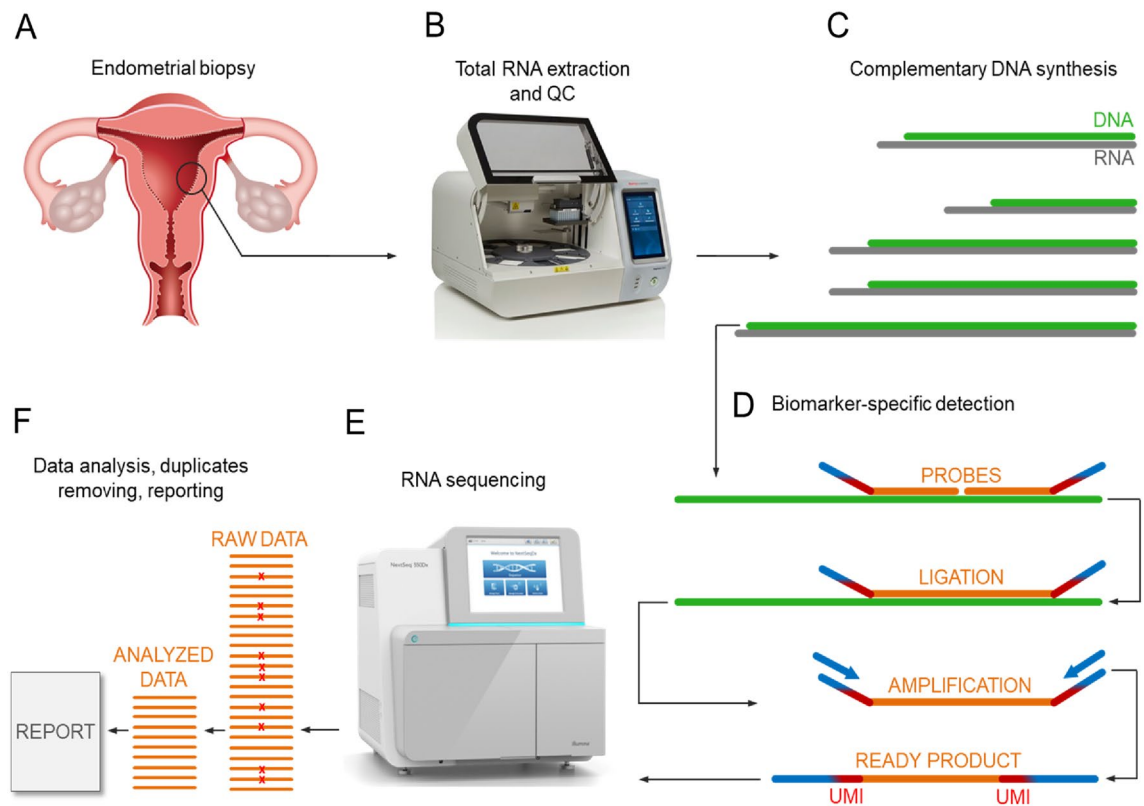 A
Endometrial biopsy
B
Total RNA extraction
and QC
C
Complementary DNA synthesis
DNA
RNA
D
Biomarker-specific detection
PROBES
LIGATION
AMPLIFICATION
READY PRODUCT
UMI
UMI
E
RNA sequencing
NextSeq 550Dx
Welcome to NextSeqDx
illumina
F
Data analysis, duplicates
removing, reporting
RAW DATA
x
x
x
x
x
x
x
x
x
x
ANALYZED
DATA
REPORT